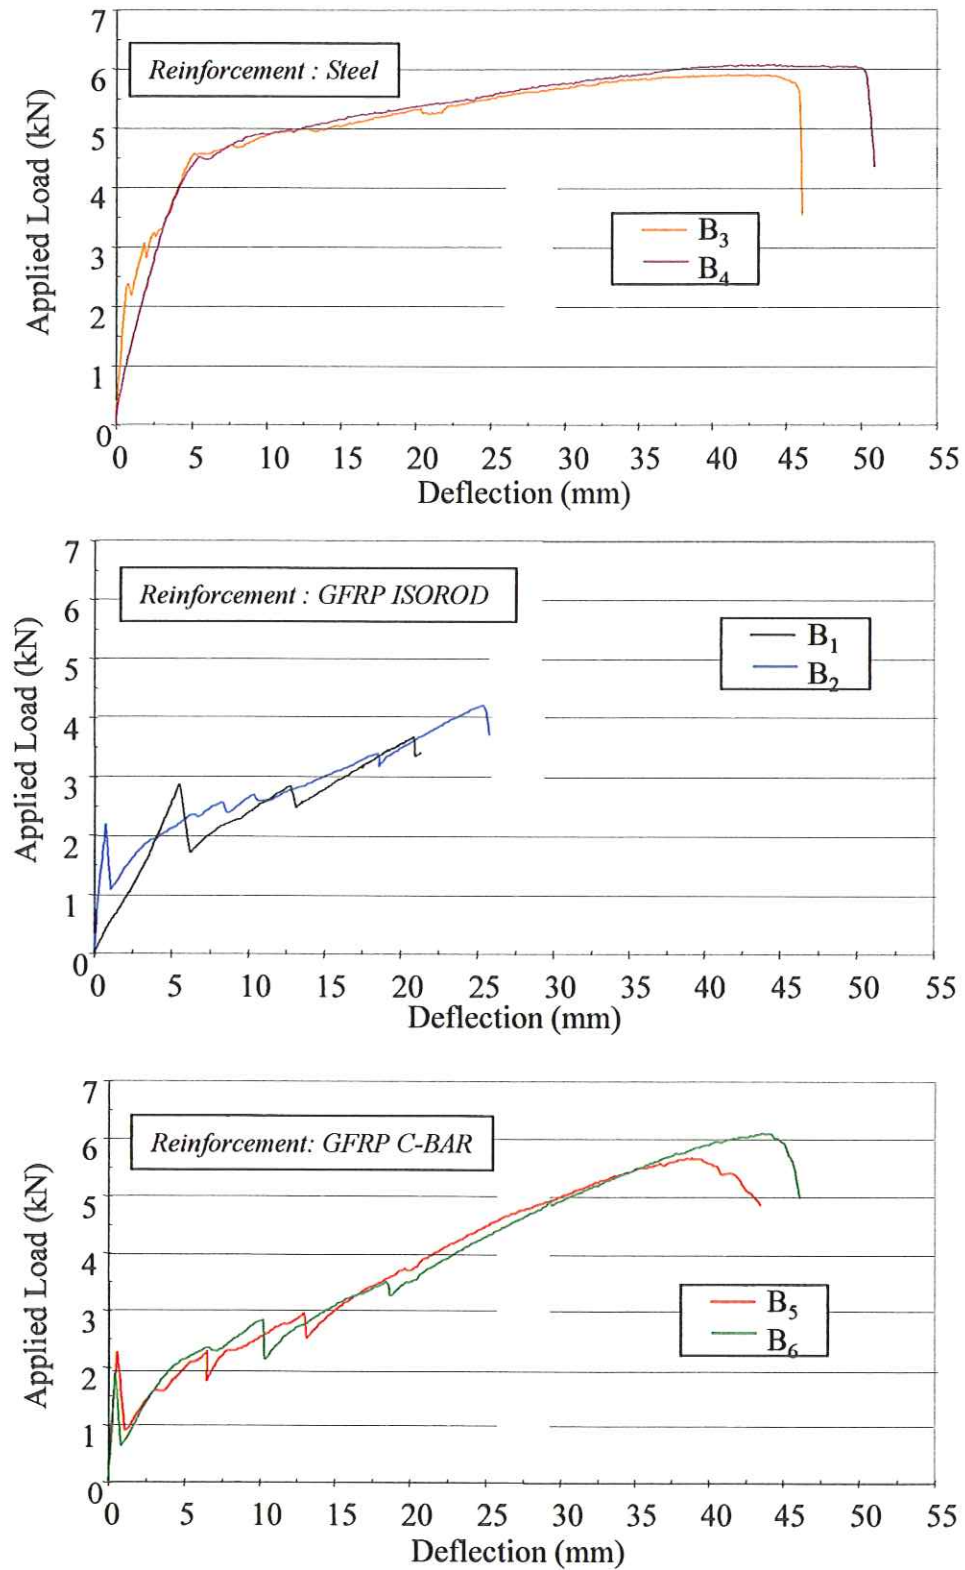 7
6
5
4
3
2
1
0
Applied Load (kN)
Reinforcement : Steel
B3
B4
0 5 10 15 20 25 30 35 40 45 50 55
Deflection (mm)
7
6
5
4
3
2
1
0
Applied Load (kN)
Reinforcement : GFRP ISOROD
B1
B2
0 5 10 15 20 25 30 35 40 45 50 55
Deflection (mm)
7
6
5
4
3
2
1
0
Applied Load (kN)
Reinforcement: GFRP C-BAR
B5
B6
0 5 10 15 20 25 30 35 40 45 50 55
Deflection (mm)